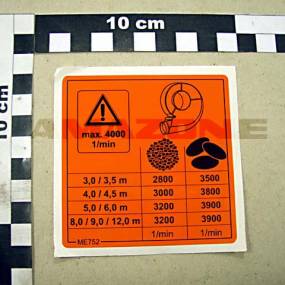 10 cm
10 cm
AMAZONE
max. 4000
1/min
3,0 / 3,5 m 2800 3500
4,0 / 4,5 m 3000 3800
5,0 / 6,0 m 3200 3900
8,0 / 9,0 / 12,0 m 3200 3900
1/min 1/min
ME752